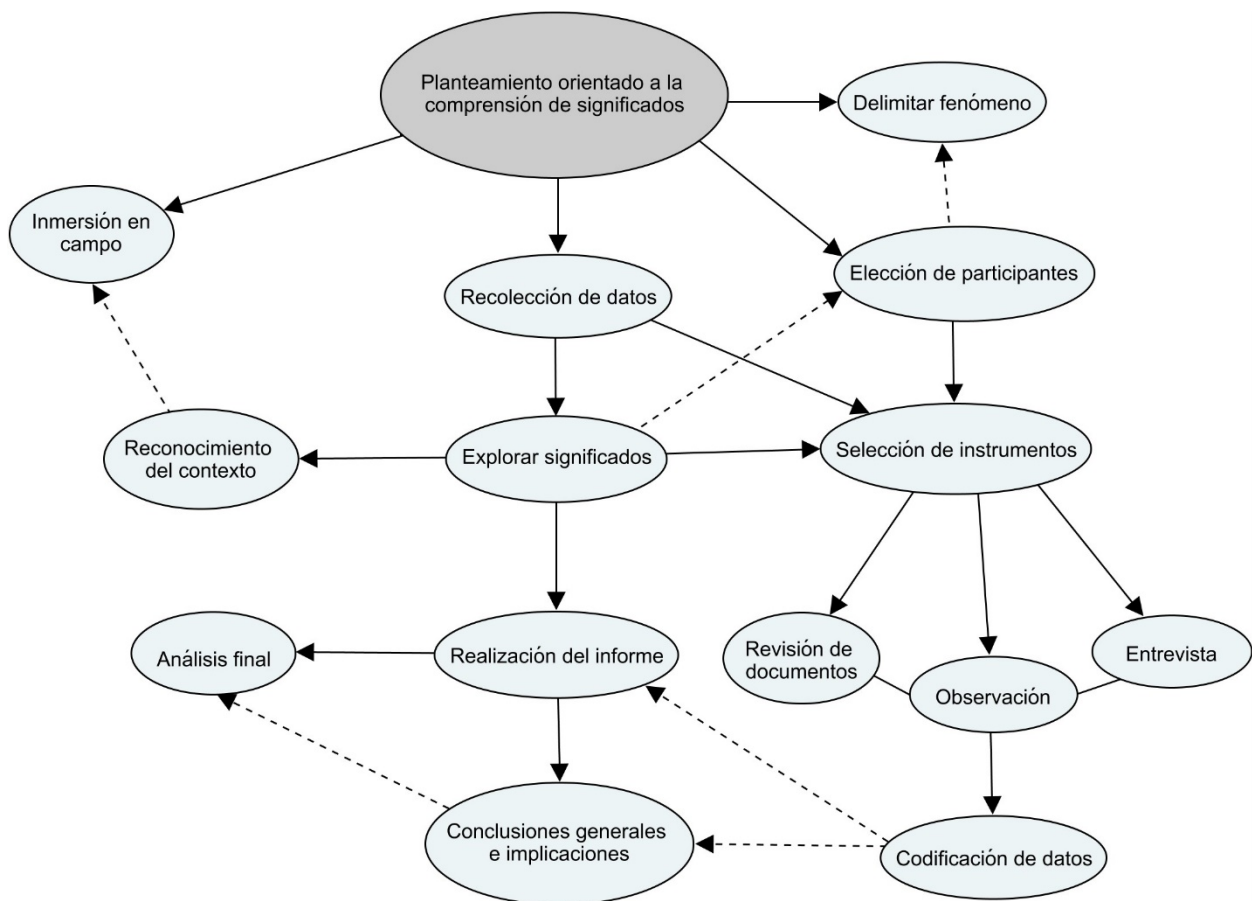 Planteamiento orientado a la
comprensión de significados
Delimitar fenómeno
Inmersión en
campo
Elección de participantes
Recolección de datos
Reconocimiento
del contexto
Explorar significados
Selección de instrumentos
Análisis final
Realización del informe
Revisión de
documentos
Observación
Entrevista
Conclusiones generales
e implicaciones
Codificación de datos